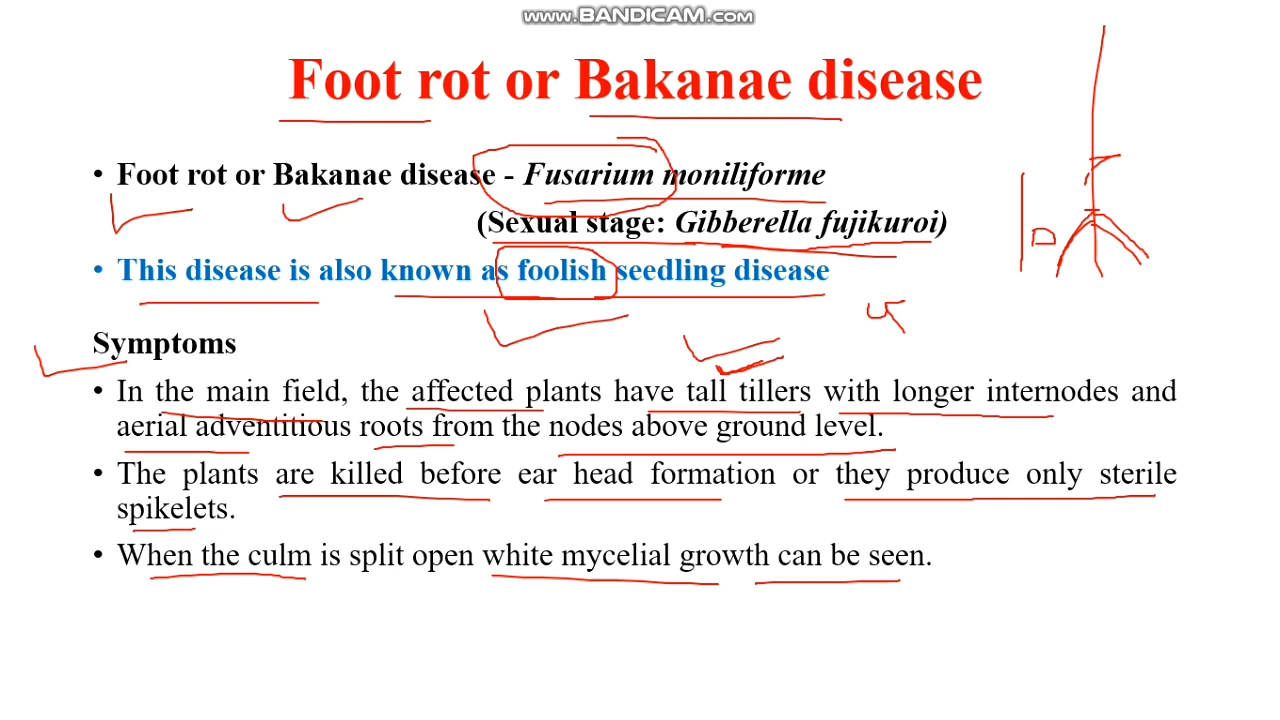 www.BANDICAM.com
Foot rot or Bakanae disease
• Foot rot or Bakanae disease - Fusarium moniliforme
(Sexual stage: Gibberella fujikuroi)
• This disease is also known as foolish seedling disease
Symptoms
• In the main field, the affected plants have tall tillers with longer internodes and
aerial adventitious roots from the nodes above ground level.
• The plants are killed before ear head formation or they produce only sterile
spikelets.
• When the culm is split open white mycelial growth can be seen.